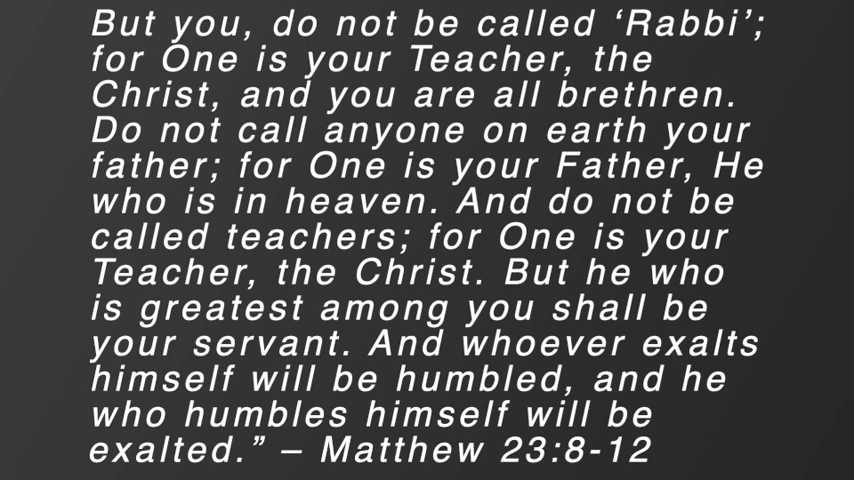 But you, do not be called ‘Rabbi’;
for One is your Teacher, the
Christ, and you are all brethren.
Do not call anyone on earth your
father; for One is your Father, He
who is in heaven. And do not be
called teachers; for One is your
Teacher, the Christ. But he who
is greatest among you shall be
your servant. And whoever exalts
himself will be humbled, and he
who humbles himself will be
exalted.” – Matthew 23:8-12